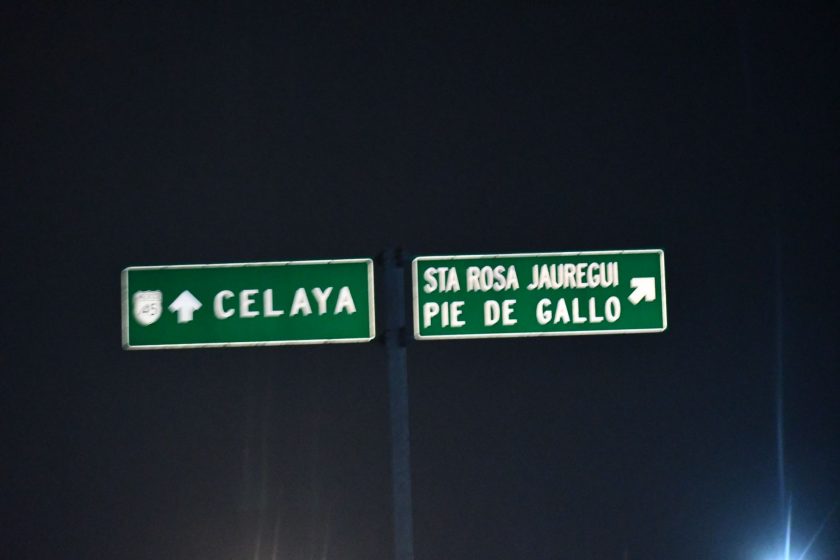 45 CELAYA
STA ROSA JAUREGUI
PIE DE GALLO